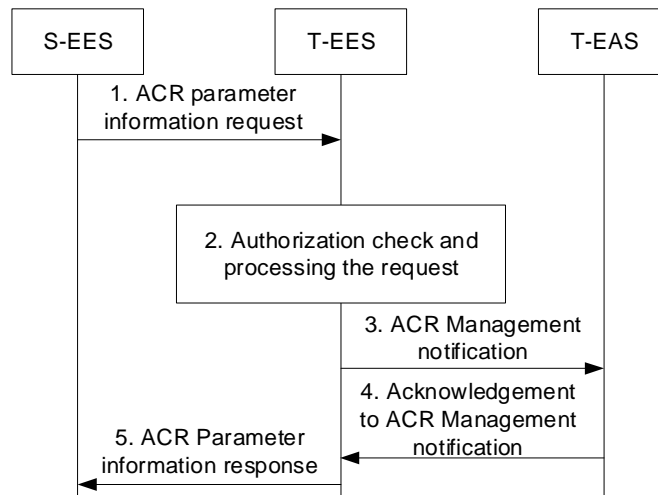 S-EES
T-EES
T-EAS
1. ACR parameter
information request
2. Authorization check and
processing the request
3. ACR Management
notification
4. Acknowledgement
to ACR Management
notification
5. ACR Parameter
information response